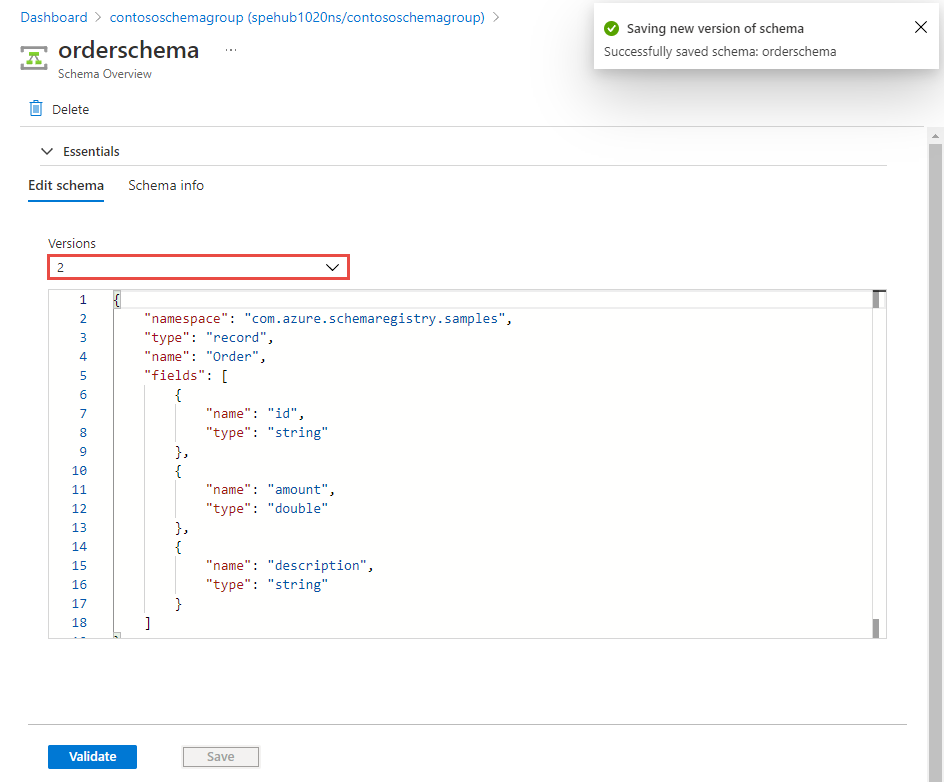 Dashboard > contososchemagroup (spehub1020ns/contososchemagroup) >
orderschema ...
Schema Overview
Saving new version of schema
Successfully saved schema: orderschema
Delete
Essentials
Edit schema Schema info
Versions
2
1 {
2 "namespace": "com.azure.schemaregistry.samples",
3 "type": "record",
4 "name": "Order",
5 "fields": [
6 {
7 "name": "id",
8 "type": "string"
9 },
10 {
11 "name": "amount",
12 "type": "double"
13 },
14 {
15 "name": "description",
16 "type": "string"
17 }
18 ]
Validate Save